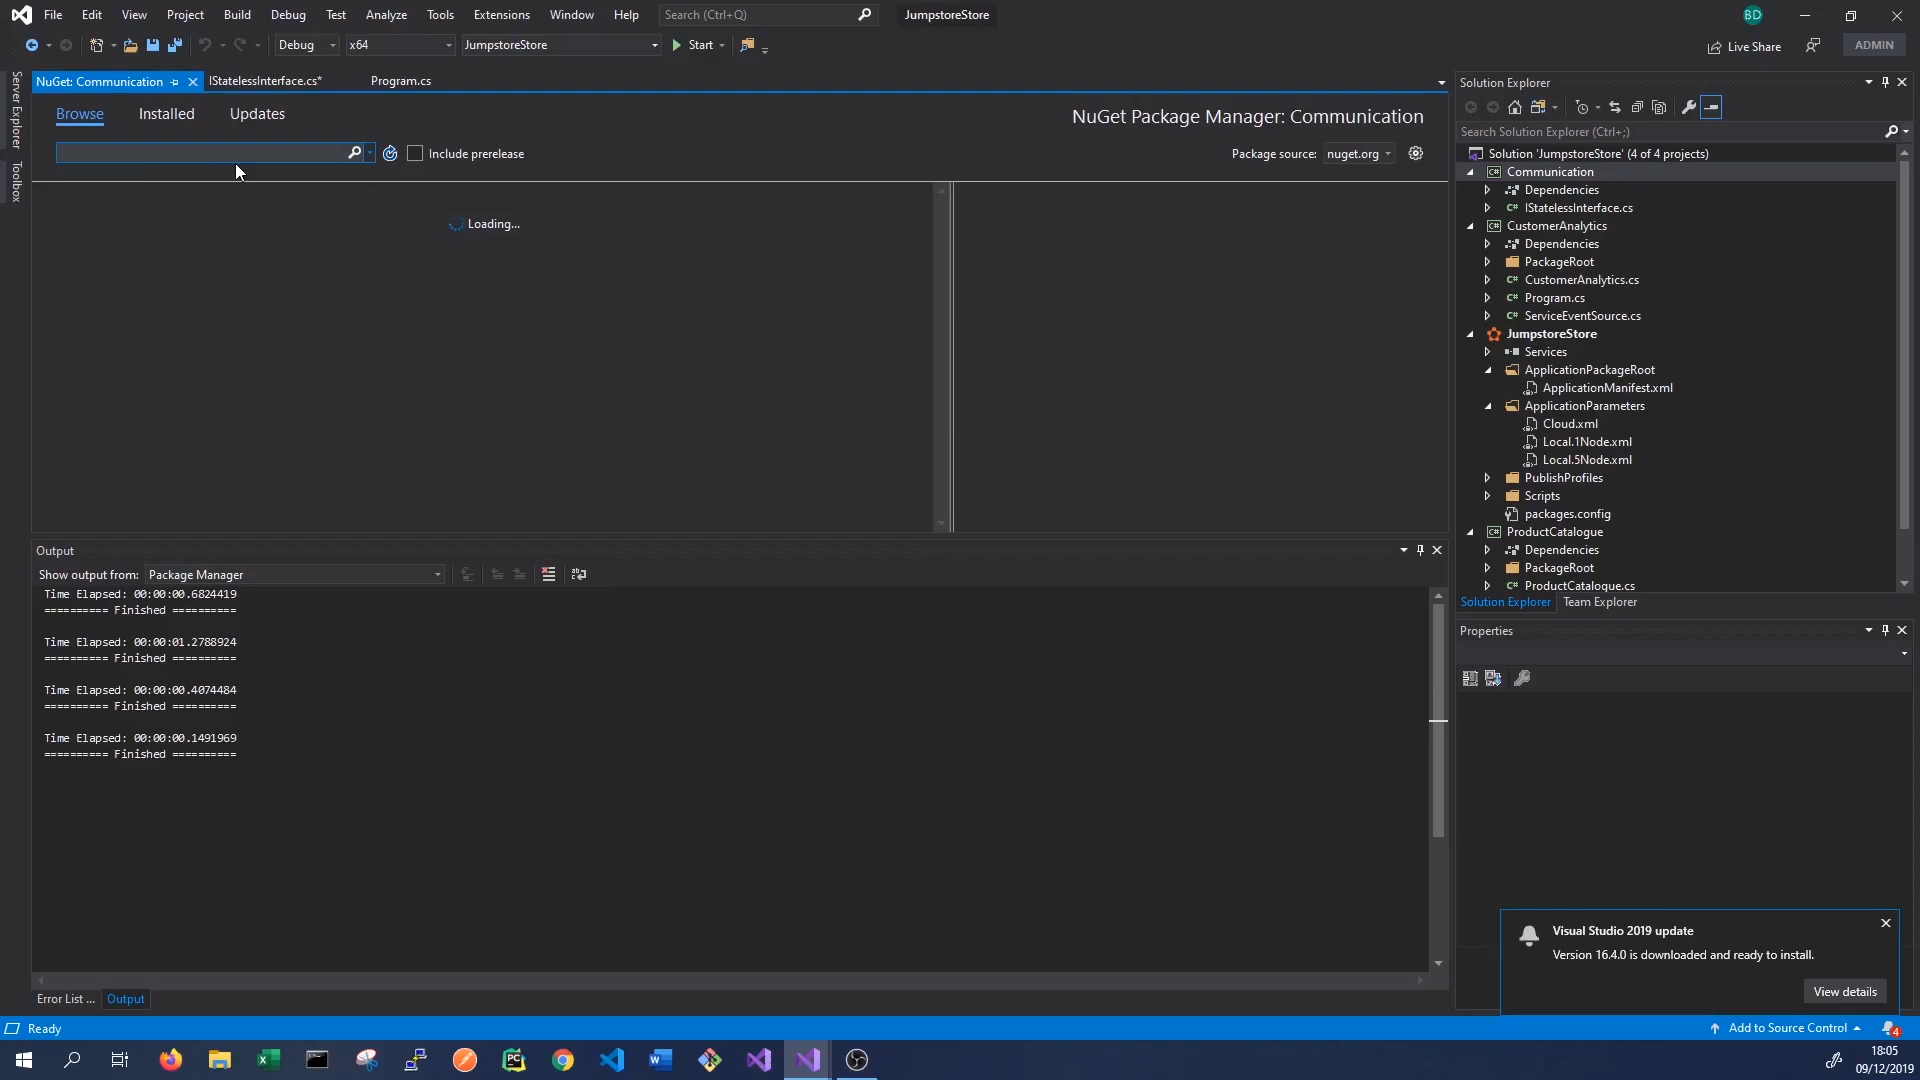 File Edit View Project Build Debug Test Analyze Tools Extensions Window Help Search (Ctrl+Q) JumpstoreStore BD
Debug x64 JumpstoreStore Start Live Share ADMIN
Server Explorer
Toolbox
NuGet: Communication IStatelessInterface.cs* Program.cs
Browse Installed Updates
NuGet Package Manager: Communication
Include prerelease
Package source: nuget.org
Loading...
Output
Show output from: Package Manager
Time Elapsed: 00:00:00.6824419
========== Finished ==========
Time Elapsed: 00:00:01.2788924
========== Finished ==========
Time Elapsed: 00:00:00.4074484
========== Finished ==========
Time Elapsed: 00:00:00.1491969
========== Finished ==========
Error List ... Output
Solution Explorer
Search Solution Explorer (Ctrl+;)
Solution 'JumpstoreStore' (4 of 4 projects)
Communication
Dependencies
IStatelessInterface.cs
CustomerAnalytics
Dependencies
PackageRoot
CustomerAnalytics.cs
Program.cs
ServiceEventSource.cs
JumpstoreStore
Services
ApplicationPackageRoot
ApplicationManifest.xml
ApplicationParameters
Cloud.xml
Local.1Node.xml
Local.5Node.xml
PublishProfiles
Scripts
packages.config
ProductCatalogue
Dependencies
PackageRoot
ProductCatalogue.cs
Solution Explorer Team Explorer
Properties
Visual Studio 2019 update
Version 16.4.0 is downloaded and ready to install.
View details
Ready
Add to Source Control
4
18:05
09/12/2019